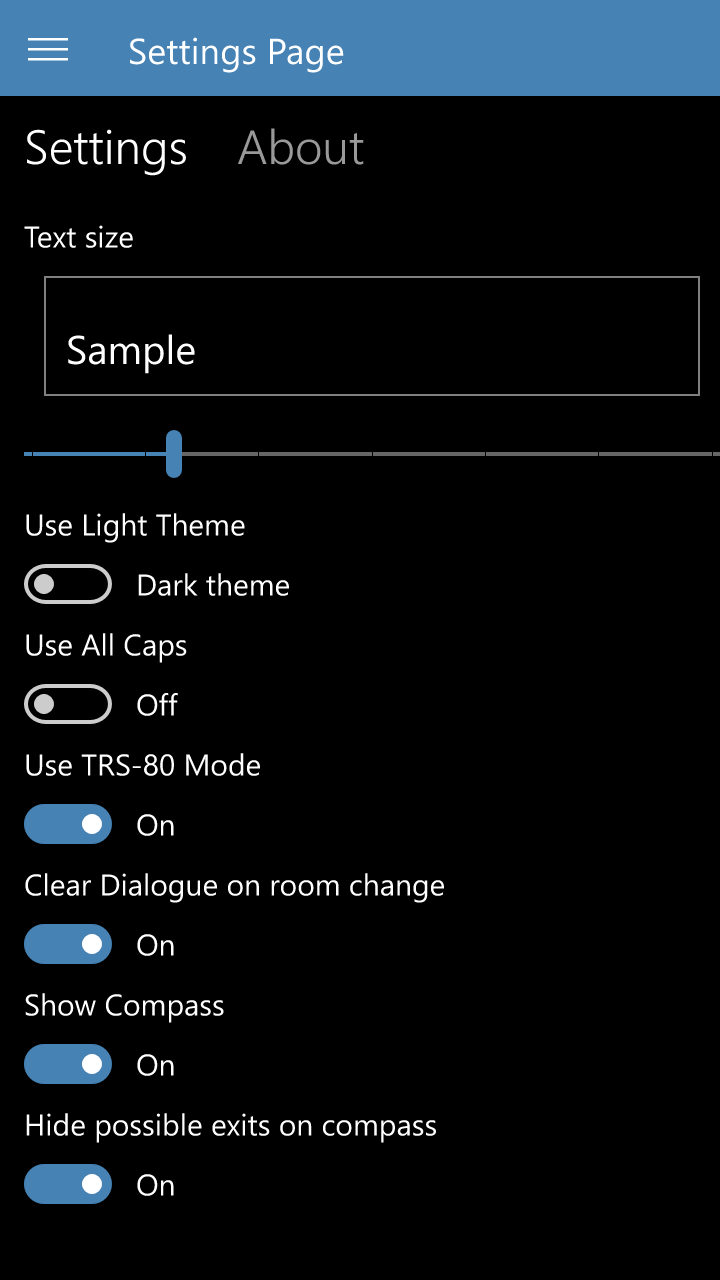 Settings Page
Settings About
Text size
Sample
Use Light Theme
Dark theme
Use All Caps
Off
Use TRS-80 Mode
On
Clear Dialogue on room change
On
Show Compass
On
Hide possible exits on compass
On